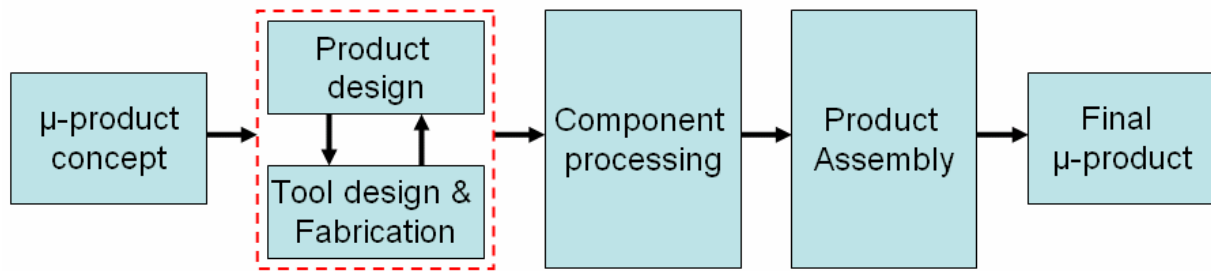 µ-product
concept
Product
design
Tool design &
Fabrication
Component
processing
Product
Assembly
Final
µ-product